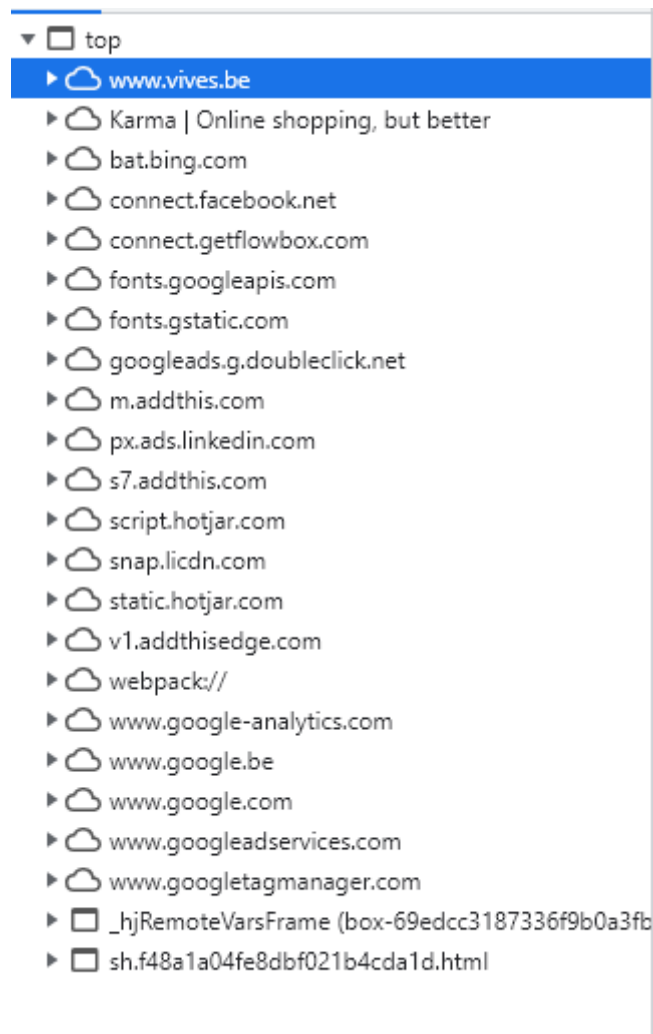 top
www.vives.be
Karma | Online shopping, but better
bat.bing.com
connect.facebook.net
connect.getflowbox.com
fonts.googleapis.com
fonts.gstatic.com
googleads.g.doubleclick.net
m.addthis.com
px.ads.linkedin.com
s7.addthis.com
script.hotjar.com
snap.licdn.com
static.hotjar.com
v1.addthisedge.com
webpack://
www.google-analytics.com
www.google.be
www.google.com
www.googleadservices.com
www.googletagmanager.com
_hjRemoteVarsFrame (box-69edcc3187336f9b0a3fb
sh.f48a1a04fe8dbf021b4cda1d.html